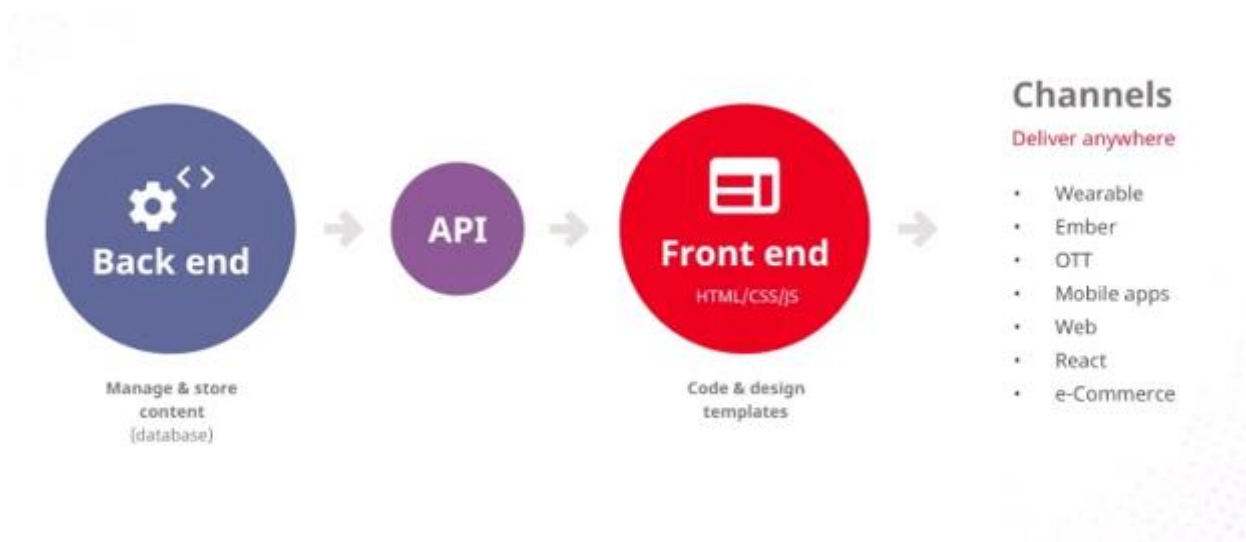 Back end
Manage & store
content
(database)
API
Front end
HTML/CSS/JS
Code & design
templates
Channels
Deliver anywhere
• Wearable
• Ember
• OTT
• Mobile apps
• Web
• React
• e-Commerce